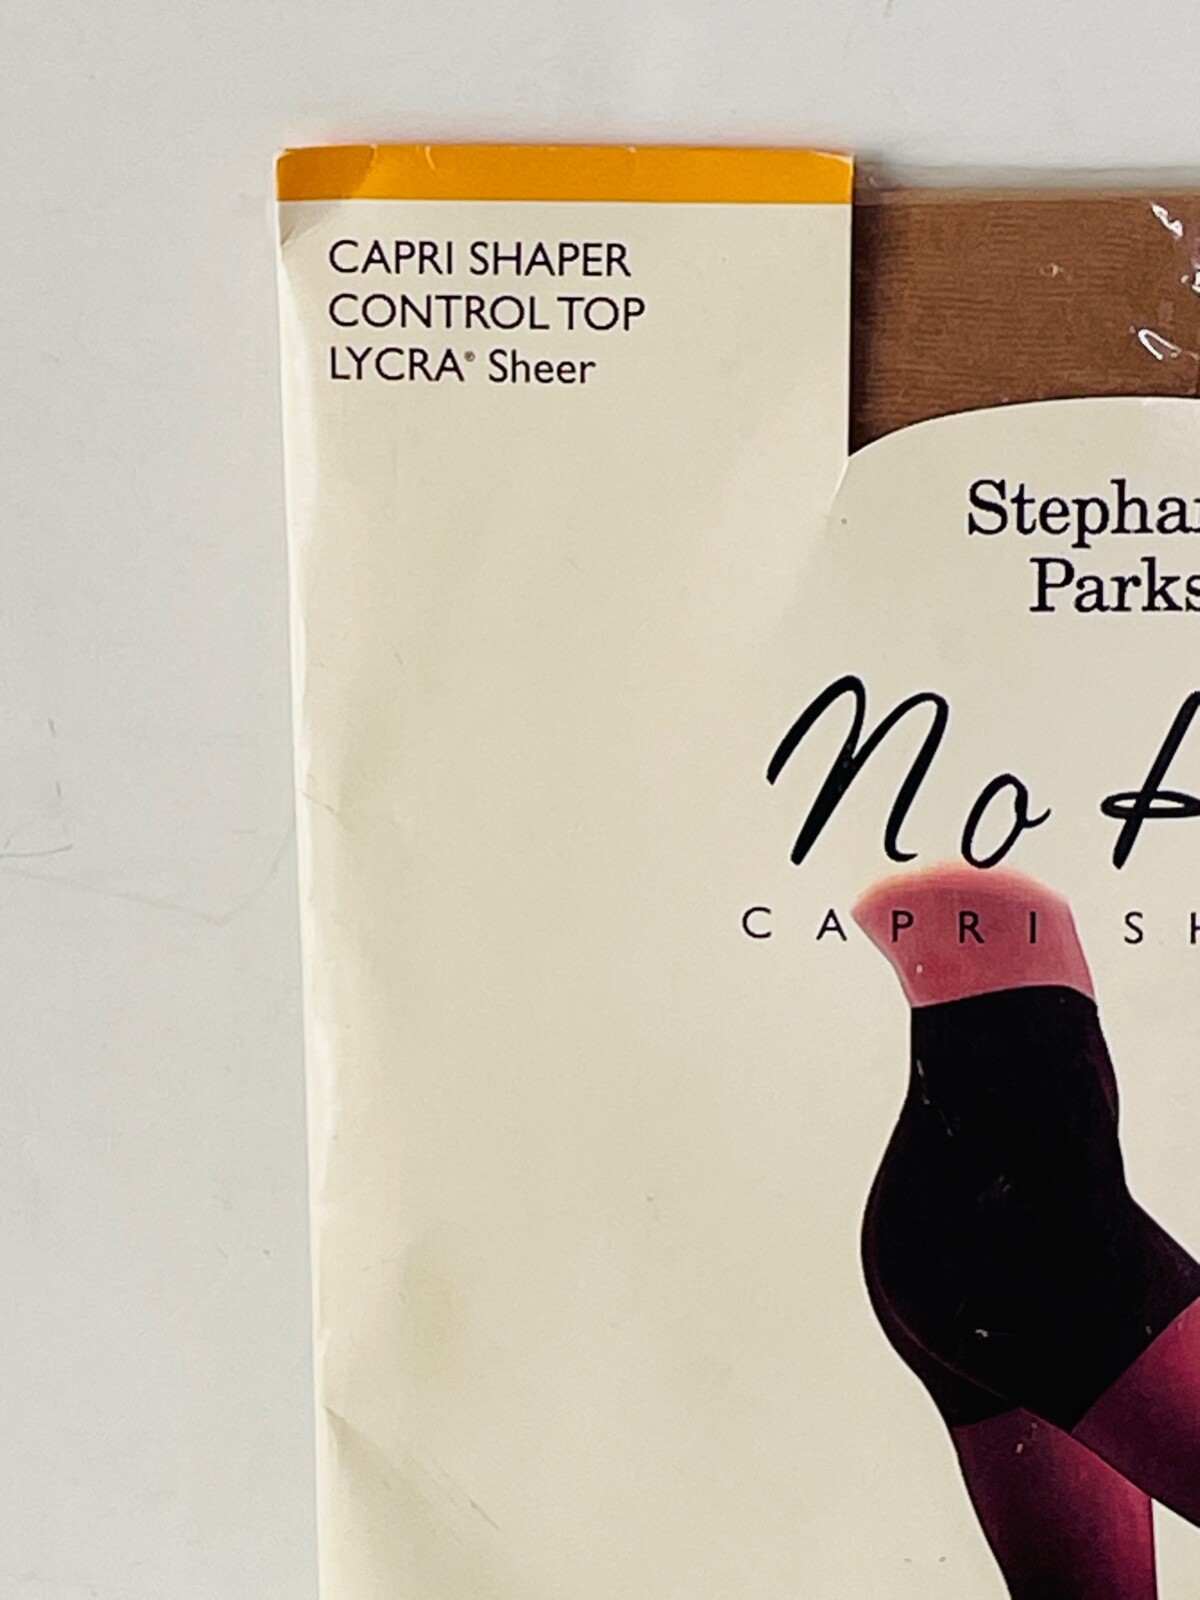 CAPRI SHAPER
CONTROL TOP
LYCRA® Sheer
Stephan
Parks
No
CAPRI SH